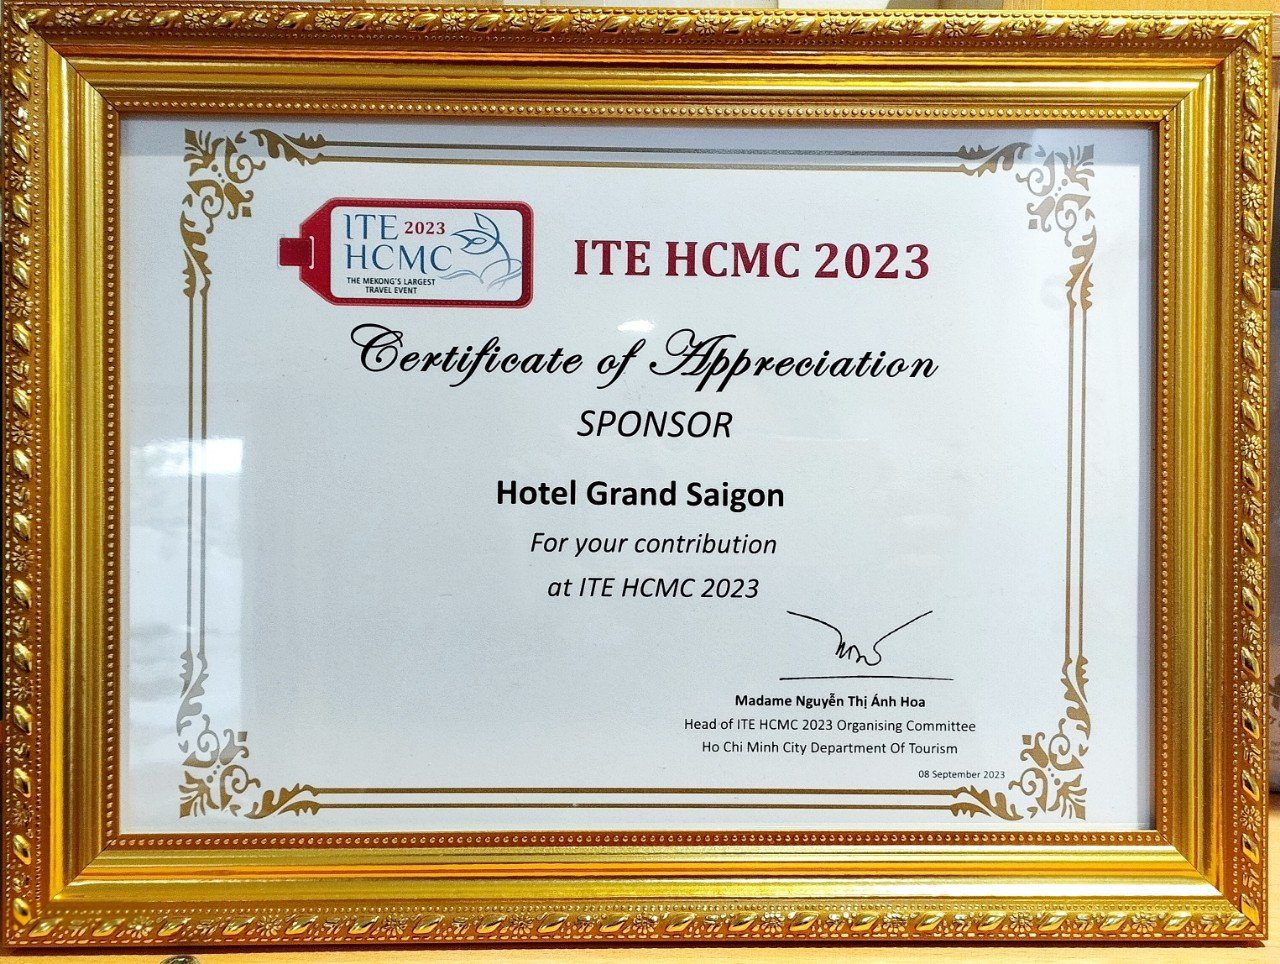 ITE 2023
HCMC
THE MEKONG'S LARGEST
TRAVEL EVENT
ITE HCMC 2023
Certificate of Appreciation
SPONSOR
Hotel Grand Saigon
For your contribution
at ITE HCMC 2023
Madame Nguyễn Thị Ánh Hoa
Head of ITE HCMC 2023 Organising Committee
Ho Chi Minh City Department Of Tourism
08 September 2023